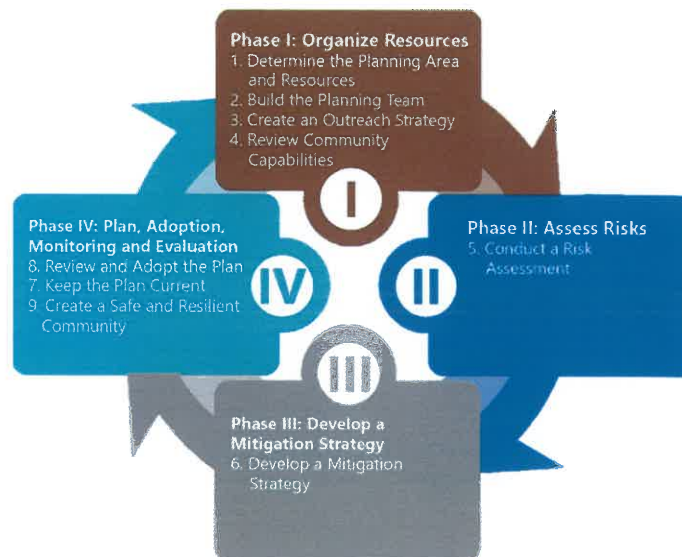 Phase I: Organize Resources
1. Determine the Planning Area
and Resources
2. Build the Planning Team
3. Create an Outreach Strategy
4. Review Community
Capabilities
I
Phase II: Assess Risks
5. Conduct a Risk
Assessment
II
III
Phase III: Develop a
Mitigation Strategy
6. Develop a Mitigation
Strategy
Phase IV: Plan, Adoption,
Monitoring and Evaluation
8. Review and Adopt the Plan
7. Keep the Plan Current
9. Create a Safe and Resilient
Community
IV